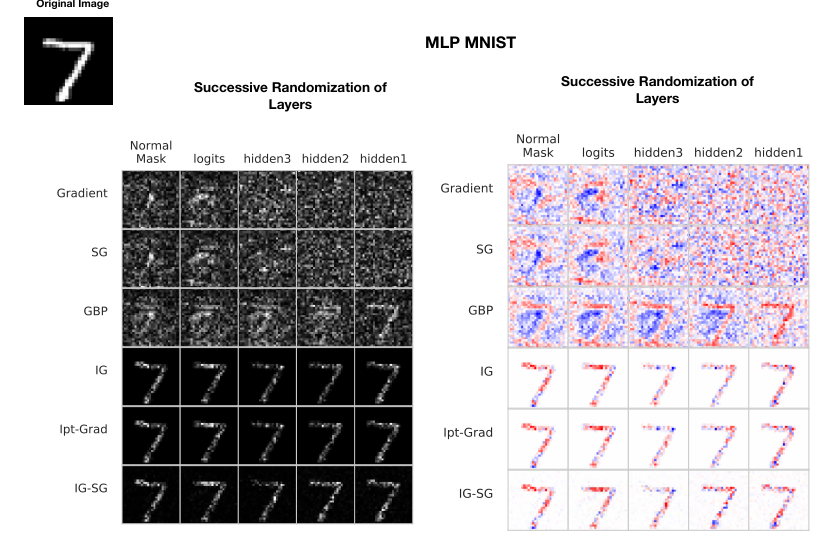 Original Image
MLP MNIST
Successive Randomization of
Layers
Normal
Mask
logits
hidden3
hidden2
hidden1
Gradient
SG
GBP
IG
Ipt-Grad
IG-SG
Successive Randomization of
Layers
Normal
Mask
logits
hidden3
hidden2
hidden1
Gradient
SG
GBP
IG
Ipt-Grad
IG-SG